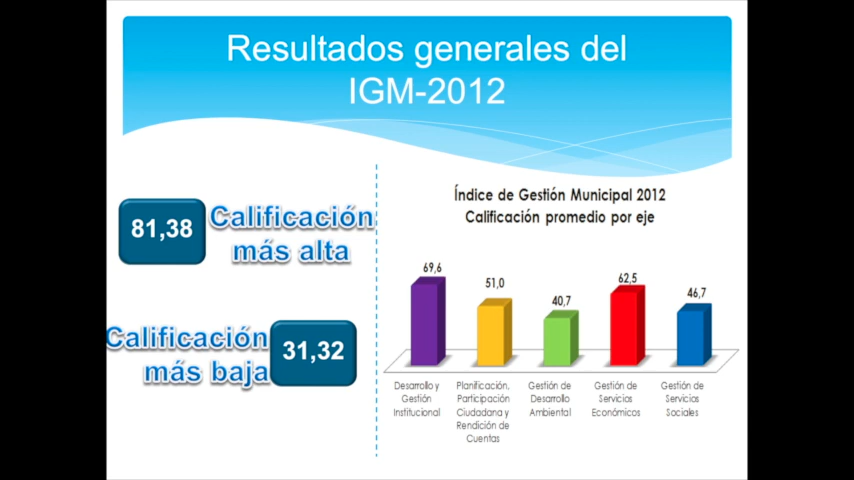 Resultados generales del
IGM-2012
81,38
Calificación
más alta
Calificación
más baja
31,32
Índice de Gestión Municipal 2012
Calificación promedio por eje
69,6
51,0
40,7
62,5
46,7
Desarrollo y
Gestión
Institucional
Planificación,
Participación
Ciudadana y
Rendición de
Cuentas
Gestión de
Desarrollo
Ambiental
Gestión de
Servicios
Económicos
Gestión de
Servicios
Sociales